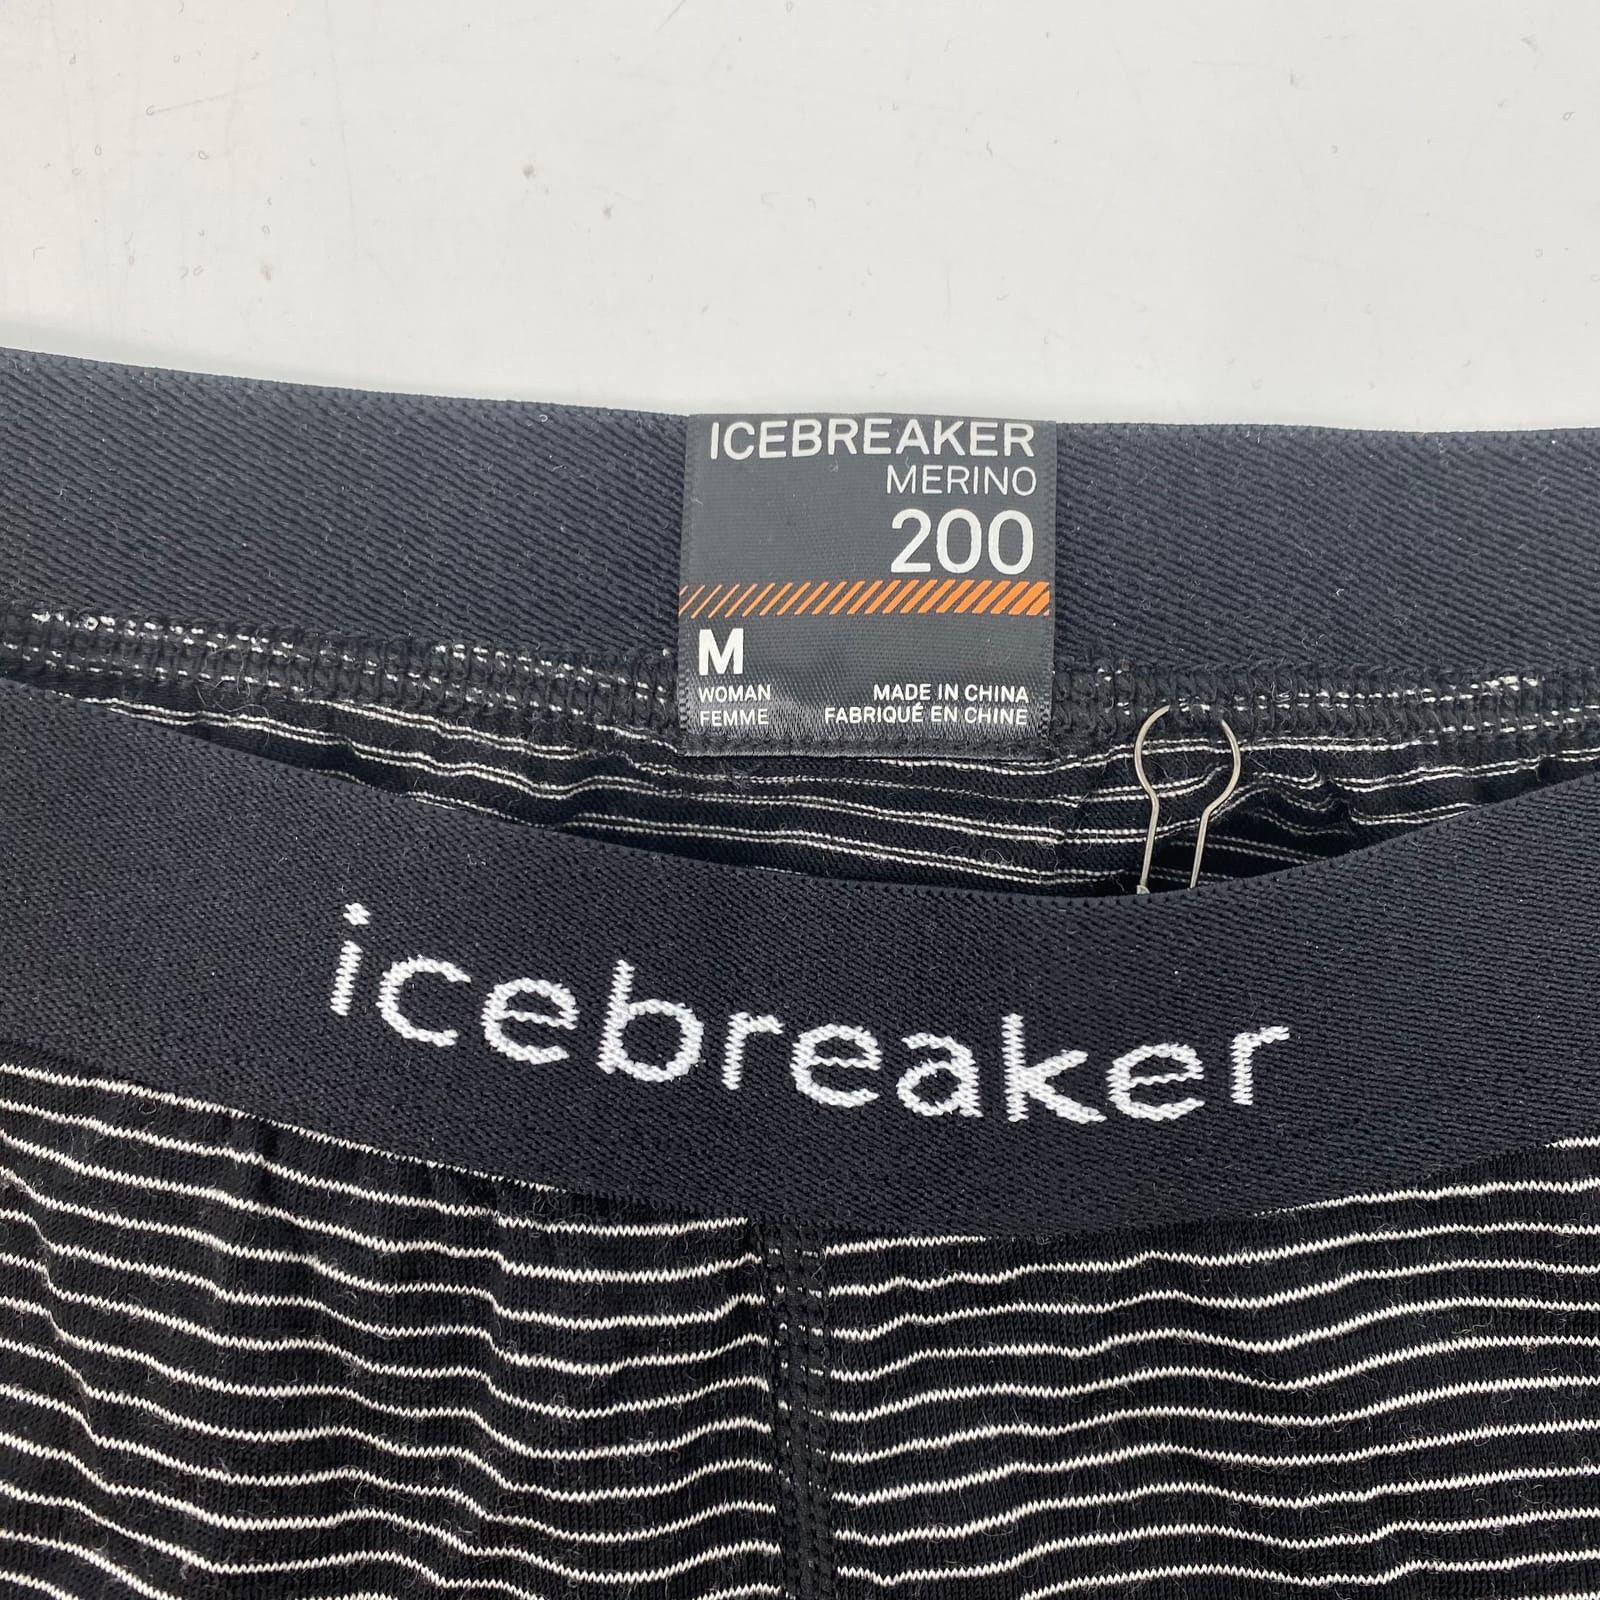 ICEBREAKER
MERINO
200
M
WOMAN
FEMME
MADE IN CHINA
FABRIQUÉ EN CHINE
icebreaker